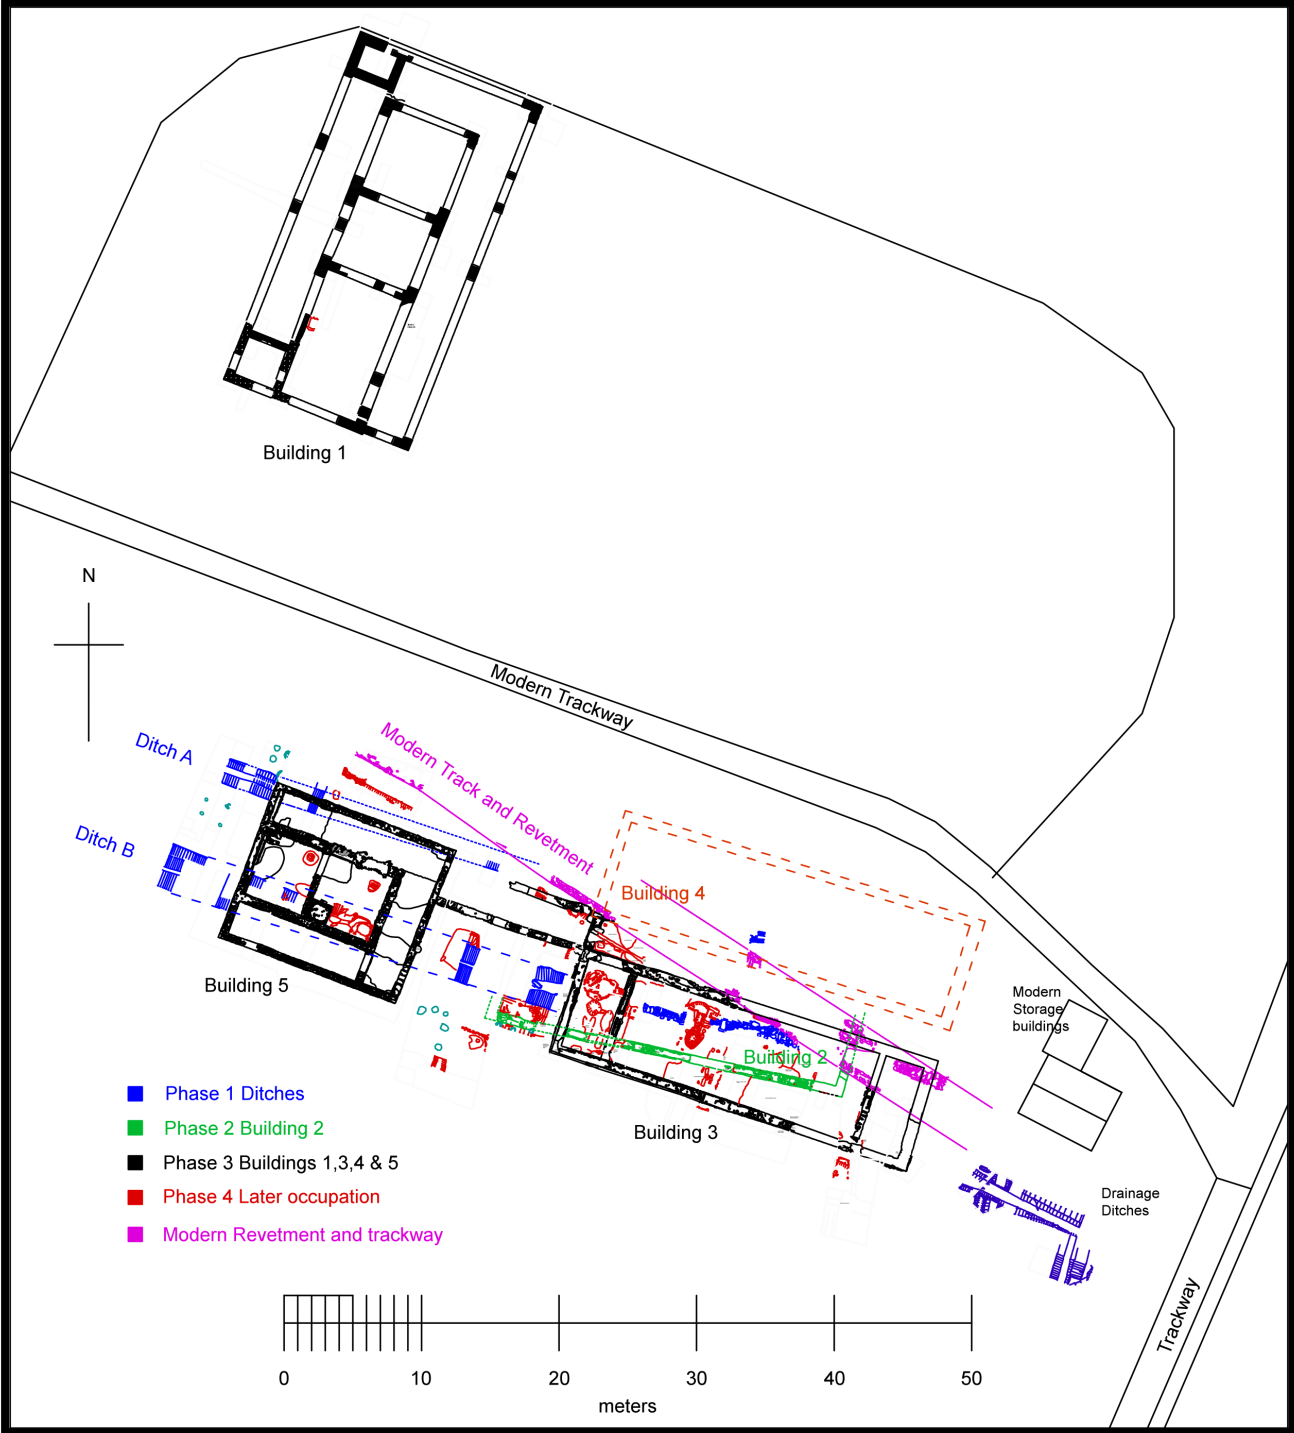 Building 1
N
Modern Trackway
Ditch A
Modern Track and Revetment
Ditch B
Building 4
Building 5
Modern
Storage
buildings
Building 2
Building 3
Phase 1 Ditches
Phase 2 Building 2
Phase 3 Buildings 1,3,4 & 5
Phase 4 Later occupation
Modern Revetment and trackway
Drainage
Ditches
Trackway
0 10 20 30 40 50
meters